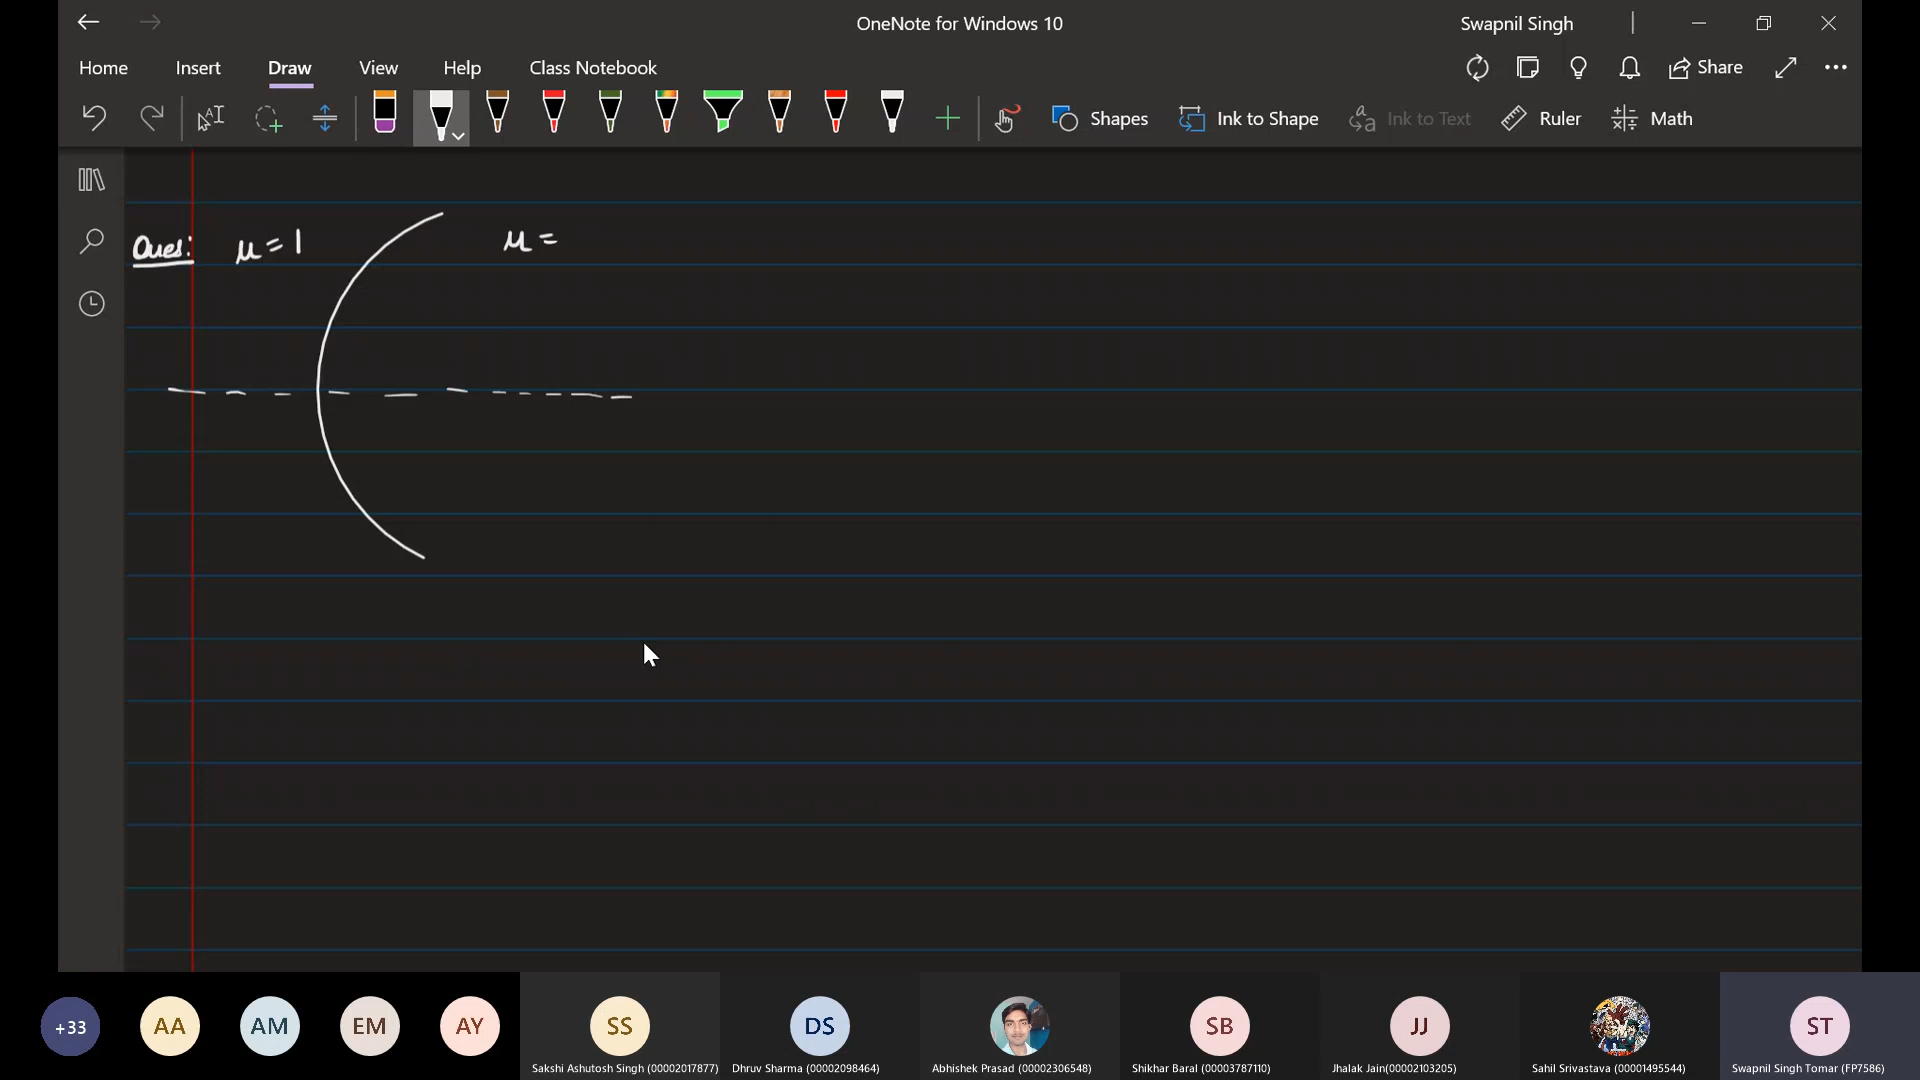 OneNote for Windows 10
Swapnil Singh
Home Insert Draw View Help Class Notebook
Share
Shapes Ink to Shape Ink to Text Ruler Math
Ques: μ = 1 μ =
+33 AA AM EM AY SS DS SB JJ ST
Sakshi Ashutosh Singh (00002017877) Dhruv Sharma (00002098464) Abhishek Prasad (00002306548) Shikhar Baral (00003787110) Jhalak Jain(00002103205) Sahil Srivastava (00001495544) Swapnil Singh Tomar (FP7586)